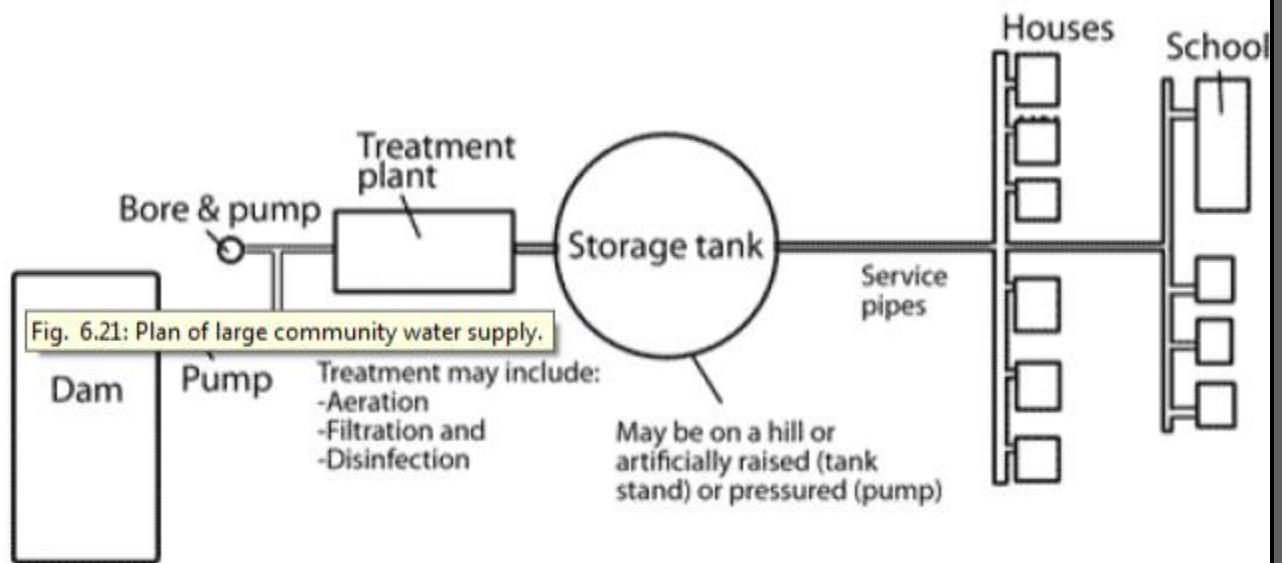 Houses
School
Treatment
plant
Bore & pump
Storage tank
Service
pipes
Fig. 6.21: Plan of large community water supply.
Dam
Pump
Treatment may include:
-Aeration
-Filtration and
-Disinfection
May be on a hill or
artificially raised (tank
stand) or pressured (pump)